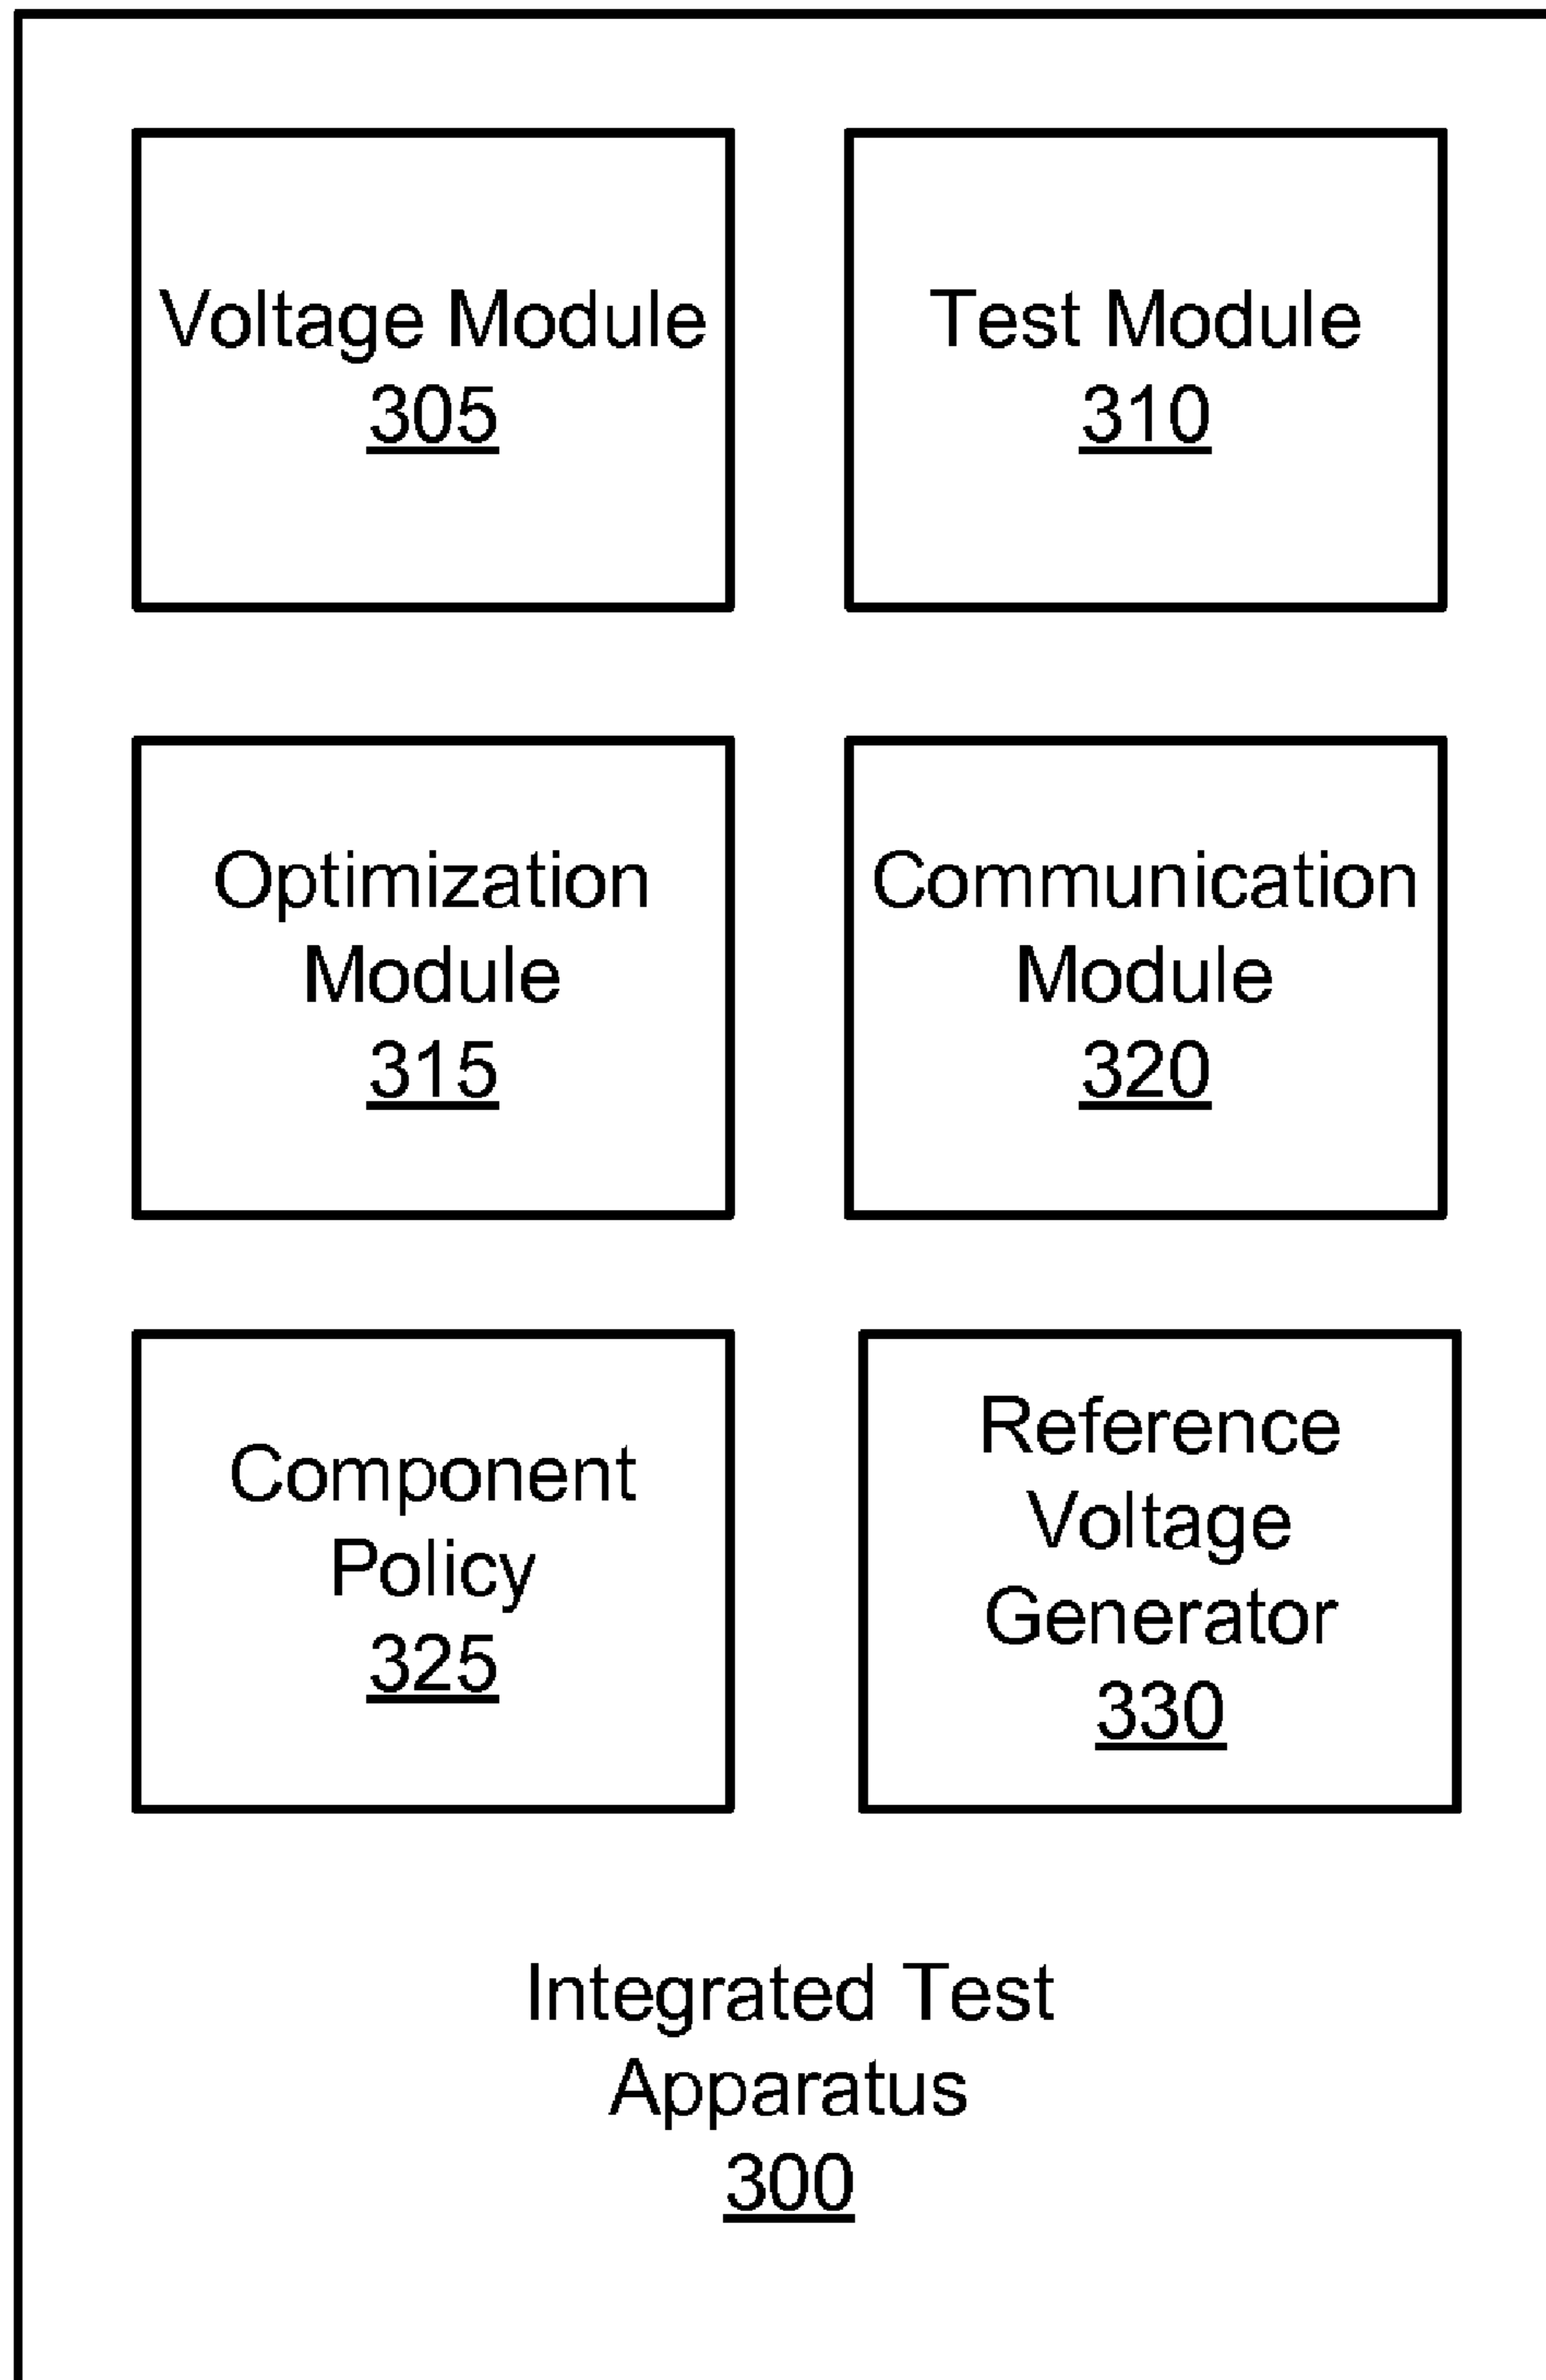 Voltage Module
305
Test Module
310
Optimization
Module
315
Communication
Module
320
Component
Policy
325
Reference
Voltage
Generator
330
Integrated Test
Apparatus
300